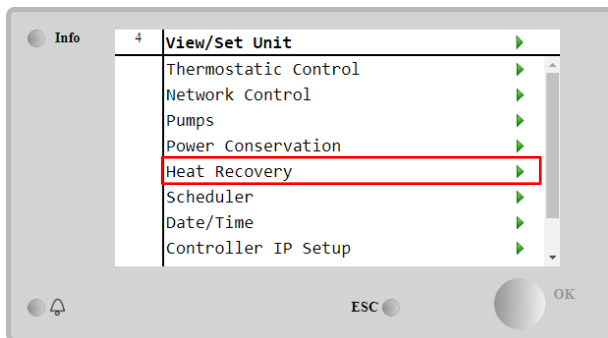 Info
4 View/Set Unit
Thermostatic Control
Network Control
Pumps
Power Conservation
Heat Recovery
Scheduler
Date/Time
Controller IP Setup
ESC
OK